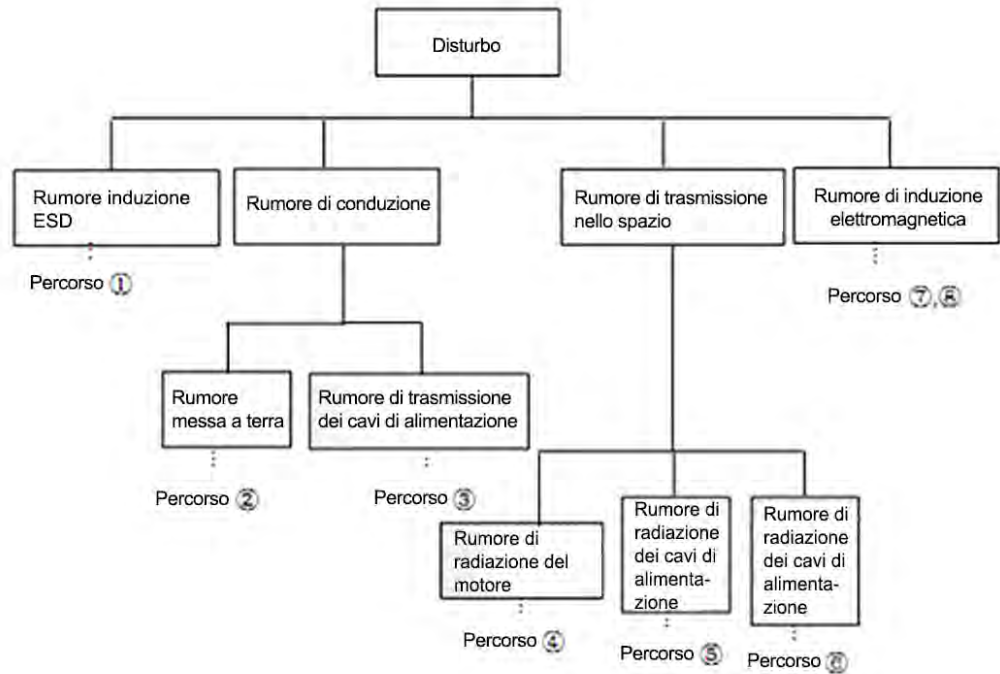 Disturbo
Rumore induzione
ESD
Rumore di conduzione
Rumore di trasmissione
nello spazio
Rumore di induzione
elettromagnetica
Percorso ①
Percorso ⑦,⑧
Rumore
messa a terra
Rumore di trasmissione
dei cavi di alimentazione
Percorso ②
Percorso ③
Rumore di
radiazione del
motore
Rumore di
radiazione
dei cavi di
alimenta-
zione
Rumore di
radiazione
dei cavi di
alimenta-
zione
Percorso ④
Percorso ⑤
Percorso ⑥